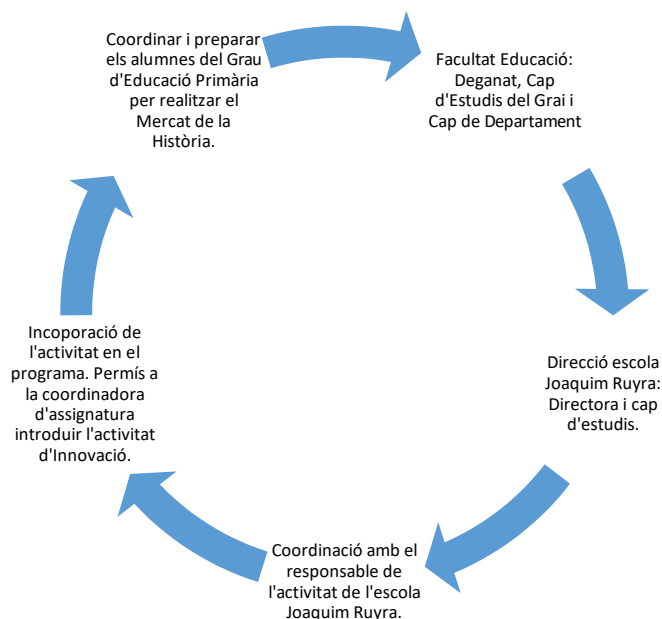 Coordinar i preparar
els alumnes del Grau
d'Educació Primària
per realitzar el
Mercat de la
Història.
Facultat Educació:
Deganat, Cap
d'Estudis del Grai i
Cap de Departament
Direcció escola
Joaquim Ruyra:
Directora i cap
d'estudis.
Coordinació amb el
responsable de
l'activitat de l'escola
Joaquim Ruyra.
Incoporació de
l'activitat en el
programa. Permís a
la coordinadora
d'assignatura
introduir l'activitat
d'Innovació.